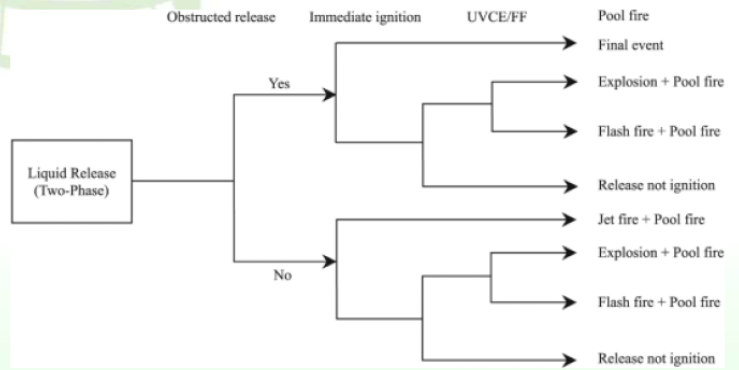 Obstructed release Immediate ignition UVCE/FF Pool fire
Final event
Yes
Explosion + Pool fire
Flash fire + Pool fire
Liquid Release
(Two-Phase)
Release not ignition
Jet fire + Pool fire
No
Explosion + Pool fire
Flash fire + Pool fire
Release not ignition